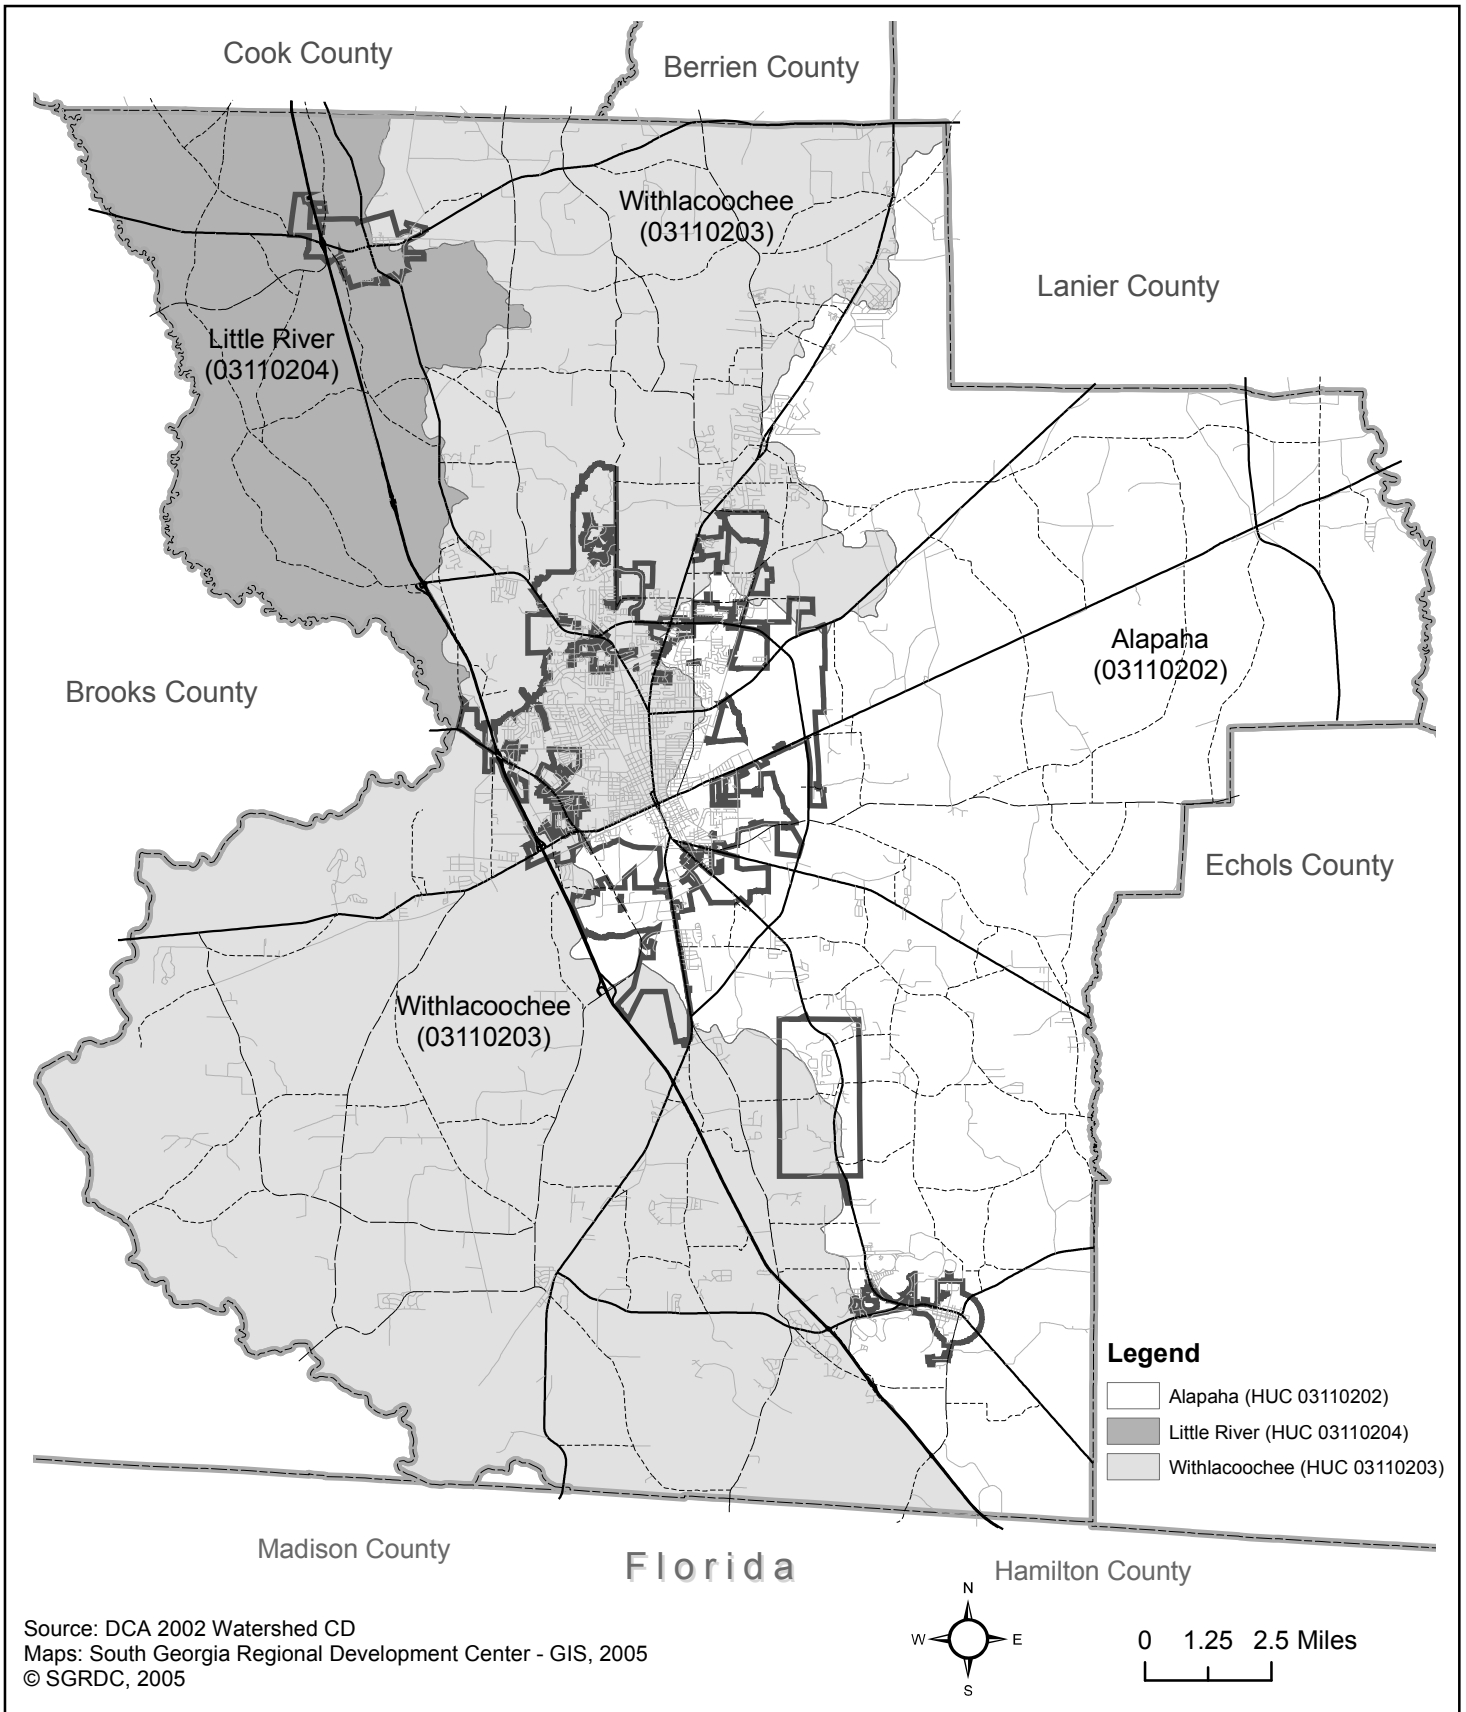 Cook County
Berrien County
Withlacoochee
(03110203)
Lanier County
Little River
(03110204)
Alapaha
(03110202)
Brooks County
Echols County
Withlacoochee
(03110203)
Legend
Alapaha (HUC 03110202)
Little River (HUC 03110204)
Withlacoochee (HUC 03110203)
Madison County
Florida
Hamilton County
N
W
E
S
0 1.25 2.5 Miles
Source: DCA 2002 Watershed CD
Maps: South Georgia Regional Development Center - GIS, 2005
© SGRDC, 2005